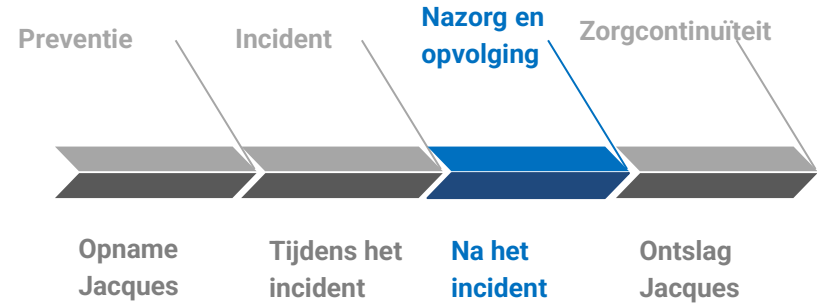 Preventie
Incident
Nazorg en
opvolging
Zorgcontinuïteit
Opname
Jacques
Tijdens het
incident
Na het
incident
Ontslag
Jacques